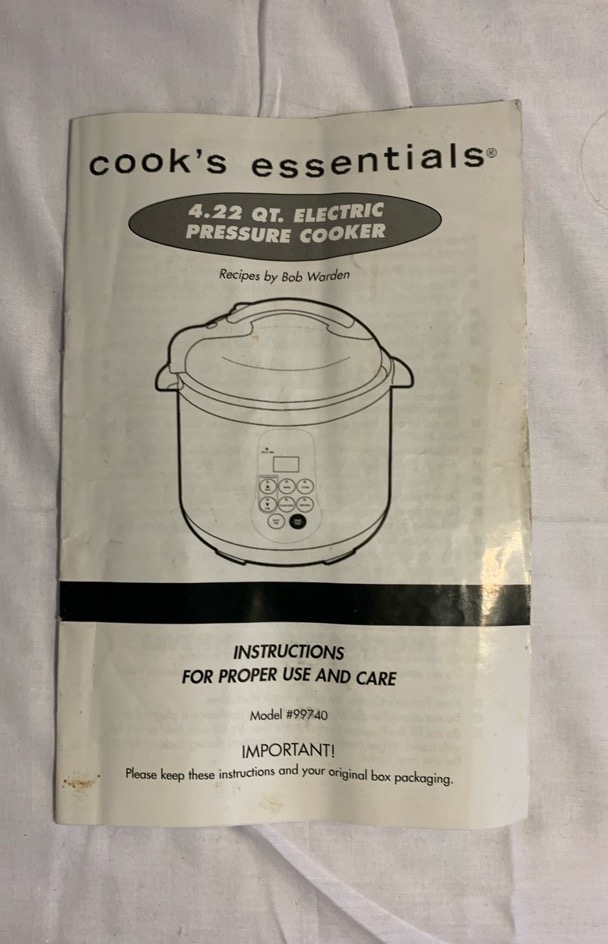 cook's essentials®
4.22 QT. ELECTRIC
PRESSURE COOKER
Recipes by Bob Warden
INSTRUCTIONS
FOR PROPER USE AND CARE
Model #99740
IMPORTANT!
Please keep these instructions and your original box packaging.